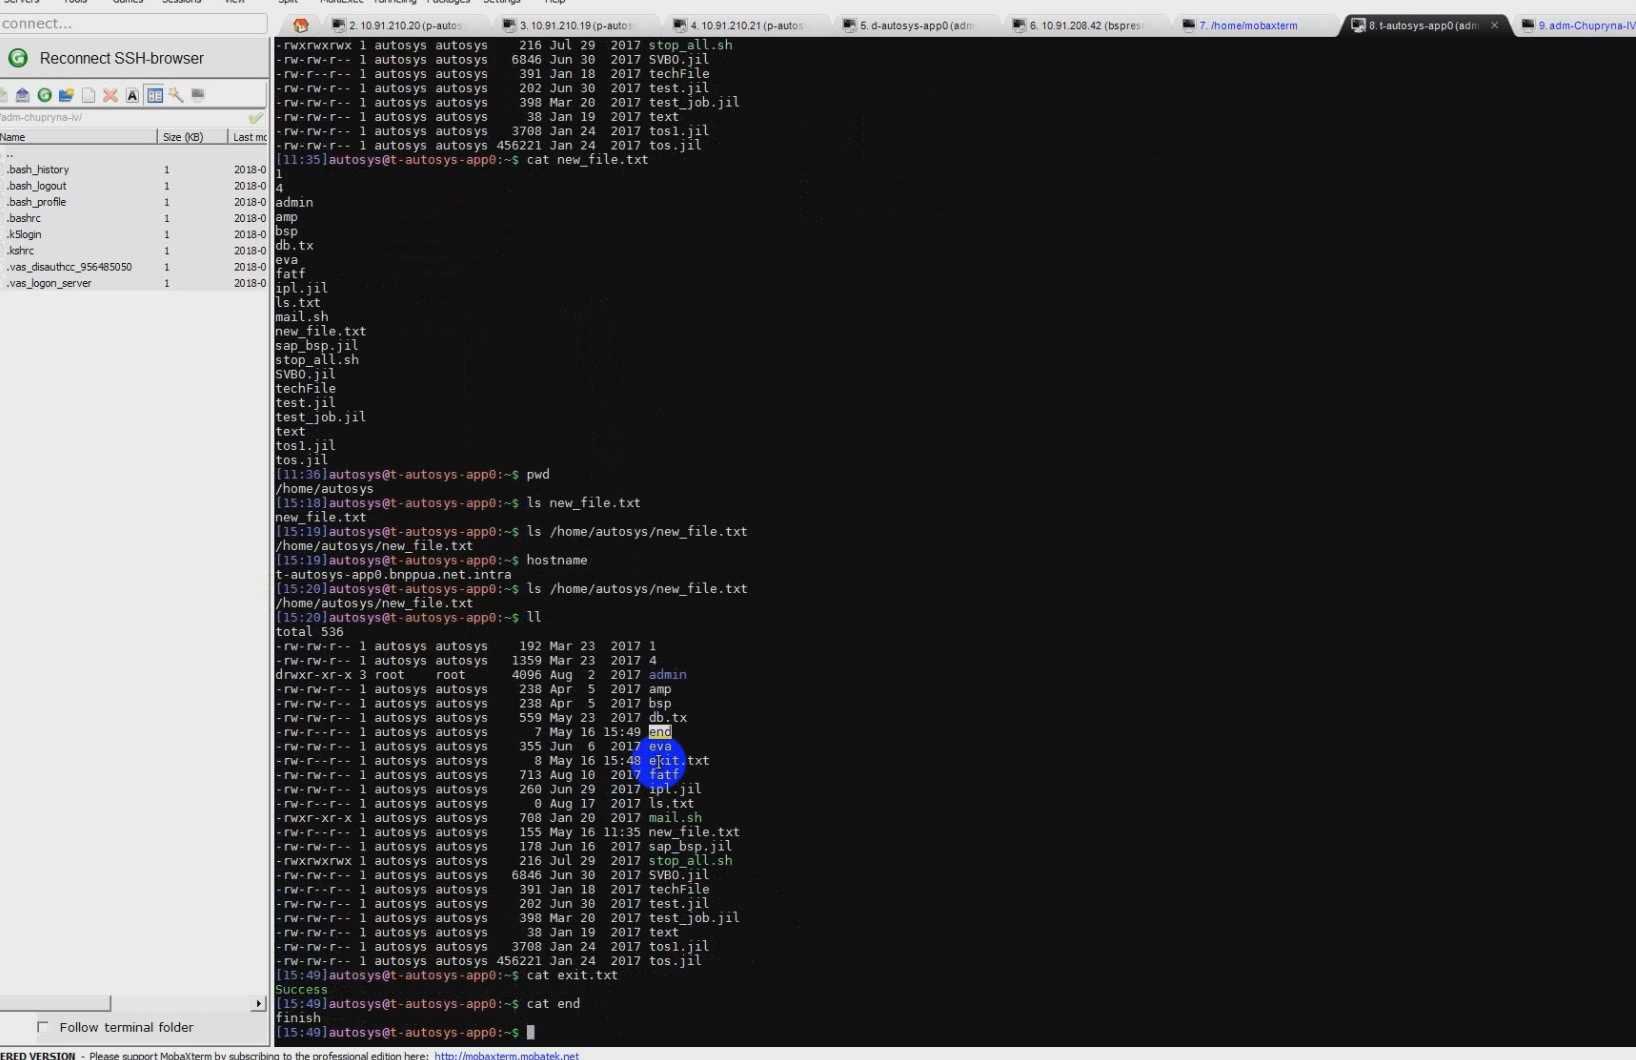 Servers Tools Games Sessions View Split MobaXterm Tunneling Packages Settings Help
connect...
2. 10.91.210.20 (p-autos
3. 10.91.210.19 (p-autos
4. 10.91.210.21 (p-autos
5. d-autosys-app0 (adm
6. 10.91.208.42 (bspres
7. /home/mobaxterm
8. t-autosys-app0 (adm
9. adm-Chupryna-IV
Reconnect SSH-browser
/adm-chupryna-iv/
Name Size (KB) Last mo
..
.bash_history 1 2018-0
.bash_logout 1 2018-0
.bash_profile 1 2018-0
.bashrc 1 2018-0
.k5login 1 2018-0
.kshrc 1 2018-0
.vas_disauthcc_956485050 1 2018-0
.vas_logon_server 1 2018-0
Follow terminal folder
-rwxrwxrwx 1 autosys autosys 216 Jul 29 2017 stop_all.sh
-rw-rw-r-- 1 autosys autosys 6846 Jun 30 2017 SVBO.jil
-rw-r--r-- 1 autosys autosys 391 Jan 18 2017 techFile
-rw-rw-r-- 1 autosys autosys 202 Jun 30 2017 test.jil
-rw-rw-r-- 1 autosys autosys 398 Mar 20 2017 test_job.jil
-rw-rw-r-- 1 autosys autosys 38 Jan 19 2017 text
-rw-rw-r-- 1 autosys autosys 3708 Jan 24 2017 tos1.jil
-rw-rw-r-- 1 autosys autosys 456221 Jan 24 2017 tos.jil
[11:35]autosys@t-autosys-app0:~$ cat new_file.txt
1
4
admin
amp
bsp
db.tx
eva
fatf
ipl.jil
ls.txt
mail.sh
new_file.txt
sap_bsp.jil
stop_all.sh
SVBO.jil
techFile
test.jil
test_job.jil
text
tos1.jil
tos.jil
[11:36]autosys@t-autosys-app0:~$ pwd
/home/autosys
[15:18]autosys@t-autosys-app0:~$ ls new_file.txt
new_file.txt
[15:19]autosys@t-autosys-app0:~$ ls /home/autosys/new_file.txt
/home/autosys/new_file.txt
[15:19]autosys@t-autosys-app0:~$ hostname
t-autosys-app0.bnppua.net.intra
[15:20]autosys@t-autosys-app0:~$ ls /home/autosys/new_file.txt
/home/autosys/new_file.txt
[15:20]autosys@t-autosys-app0:~$ ll
total 536
-rw-rw-r-- 1 autosys autosys 192 Mar 23 2017 1
-rw-rw-r-- 1 autosys autosys 1359 Mar 23 2017 4
drwxr-xr-x 3 root root 4096 Aug 2 2017 admin
-rw-rw-r-- 1 autosys autosys 238 Apr 5 2017 amp
-rw-rw-r-- 1 autosys autosys 238 Apr 5 2017 bsp
-rw-rw-r-- 1 autosys autosys 559 May 23 2017 db.tx
-rw-rw-r-- 1 autosys autosys 7 May 16 15:49 end
-rw-rw-r-- 1 autosys autosys 355 Jun 6 2017 eva
-rw-rw-r-- 1 autosys autosys 8 May 16 15:48 exit.txt
-rw-rw-r-- 1 autosys autosys 713 Aug 10 2017 fatf
-rw-rw-r-- 1 autosys autosys 260 Jun 29 2017 ipl.jil
-rw-rw-r-- 1 autosys autosys 0 Aug 17 2017 ls.txt
-rwxr-xr-x 1 autosys autosys 708 Jan 20 2017 mail.sh
-rw-r--r-- 1 autosys autosys 155 May 16 11:35 new_file.txt
-rw-rw-r-- 1 autosys autosys 178 Jun 16 2017 sap_bsp.jil
-rwxrwxrwx 1 autosys autosys 216 Jul 29 2017 stop_all.sh
-rw-rw-r-- 1 autosys autosys 6846 Jun 30 2017 SVBO.jil
-rw-r--r-- 1 autosys autosys 391 Jan 18 2017 techFile
-rw-rw-r-- 1 autosys autosys 202 Jun 30 2017 test.jil
-rw-rw-r-- 1 autosys autosys 398 Mar 20 2017 test_job.jil
-rw-rw-r-- 1 autosys autosys 38 Jan 19 2017 text
-rw-rw-r-- 1 autosys autosys 3708 Jan 24 2017 tos1.jil
-rw-rw-r-- 1 autosys autosys 456221 Jan 24 2017 tos.jil
[15:49]autosys@t-autosys-app0:~$ cat exit.txt
Success
[15:49]autosys@t-autosys-app0:~$ cat end
finish
[15:49]autosys@t-autosys-app0:~$
ERED VERSION - Please support MobaXterm by subscribing to the professional edition here: http://mobaxterm.mobatek.net